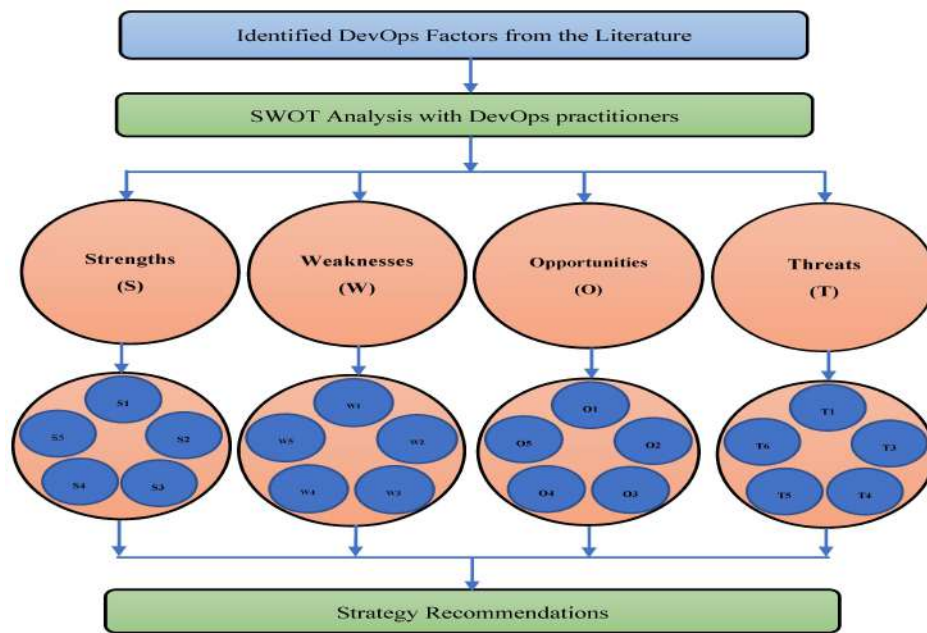 Identified DevOps Factors from the Literature
SWOT Analysis with DevOps practitioners
Strengths
(S)
Weaknesses
(W)
Opportunities
(O)
Threats
(T)
S1
S5
S2
S4
S3
W1
W5
W2
W4
W3
O1
O5
O2
O4
O3
T1
T6
T3
T5
T4
Strategy Recommendations